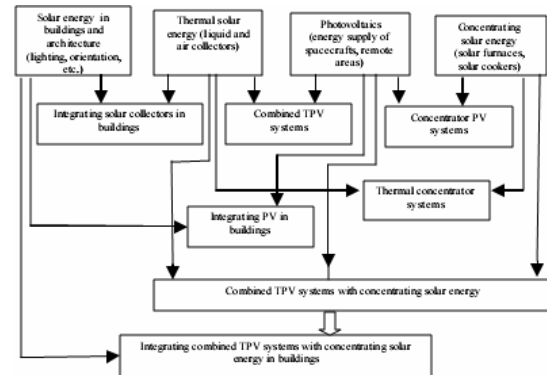 Solar energy in
buildings and
architecture
(lighting, orientation,
etc.)
Thermal solar
energy (liquid and
air collectors)
Photovoltaics
(energy supply of
spacecrafts, remote
areas)
Concentrating
solar energy
(solar furnaces,
solar cookers)
Integrating solar collectors in
buildings
Combined TPV
systems
Concentrator PV
systems
Thermal concentrator
systems
Integrating PV in
buildings
Combined TPV systems with concentrating solar energy
Integrating combined TPV systems with concentrating solar
energy in buildings